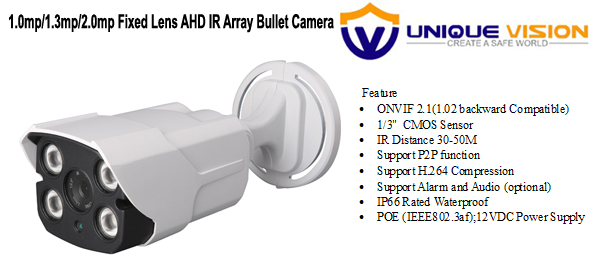 1.0mp/1.3mp/2.0mp Fixed Lens AHD IR Array Bullet Camera
UNIQUE VISION
CREATE A SAFE WORLD
Feature
• ONVIF 2.1(1.02 backward Compatible)
• 1/3" CMOS Sensor
• IR Distance 30-50M
• Support P2P function
• Support H.264 Compression
• Support Alarm and Audio (optional)
• IP66 Rated Waterproof
• POE (IEEE802.3af);12VDC Power Supply